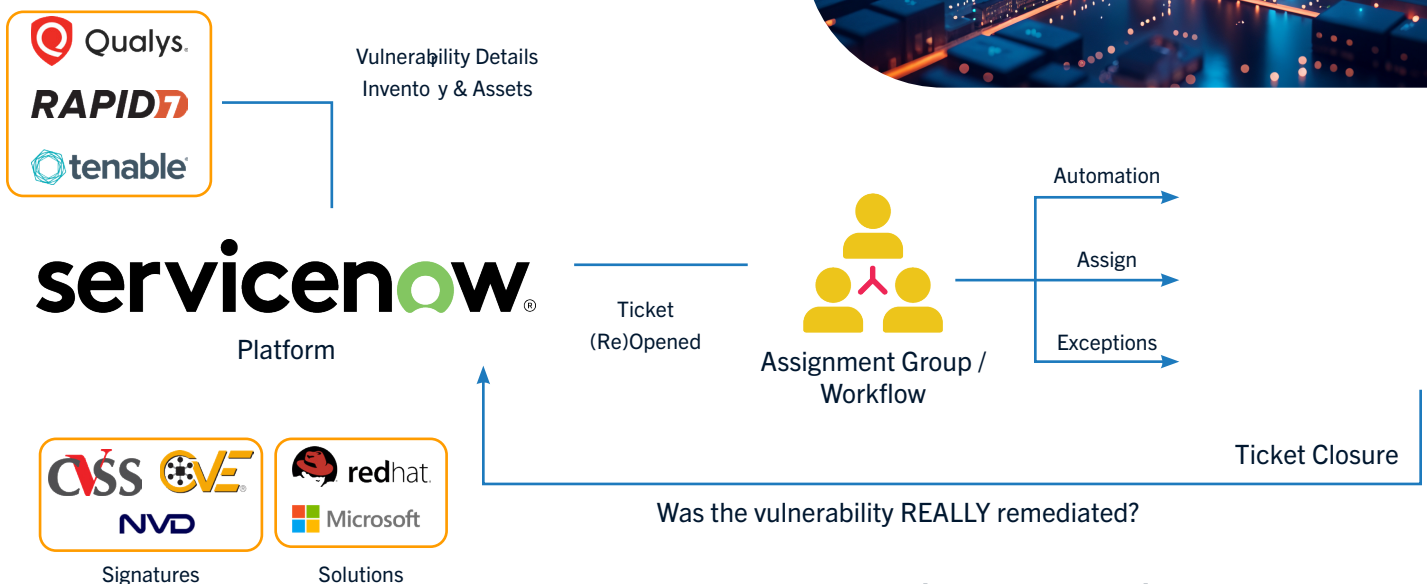 Qualys.
RAPID7
tenable
Vulnerability Details
Invento y & Assets
servicenow®
Platform
Ticket
(Re)Opened
Assignment Group /
Workflow
Automation
Assign
Exceptions
Ticket Closure
Was the vulnerability REALLY remediated?
CVSS CVE®
NVD
Signatures
redhat.
Microsoft
Solutions